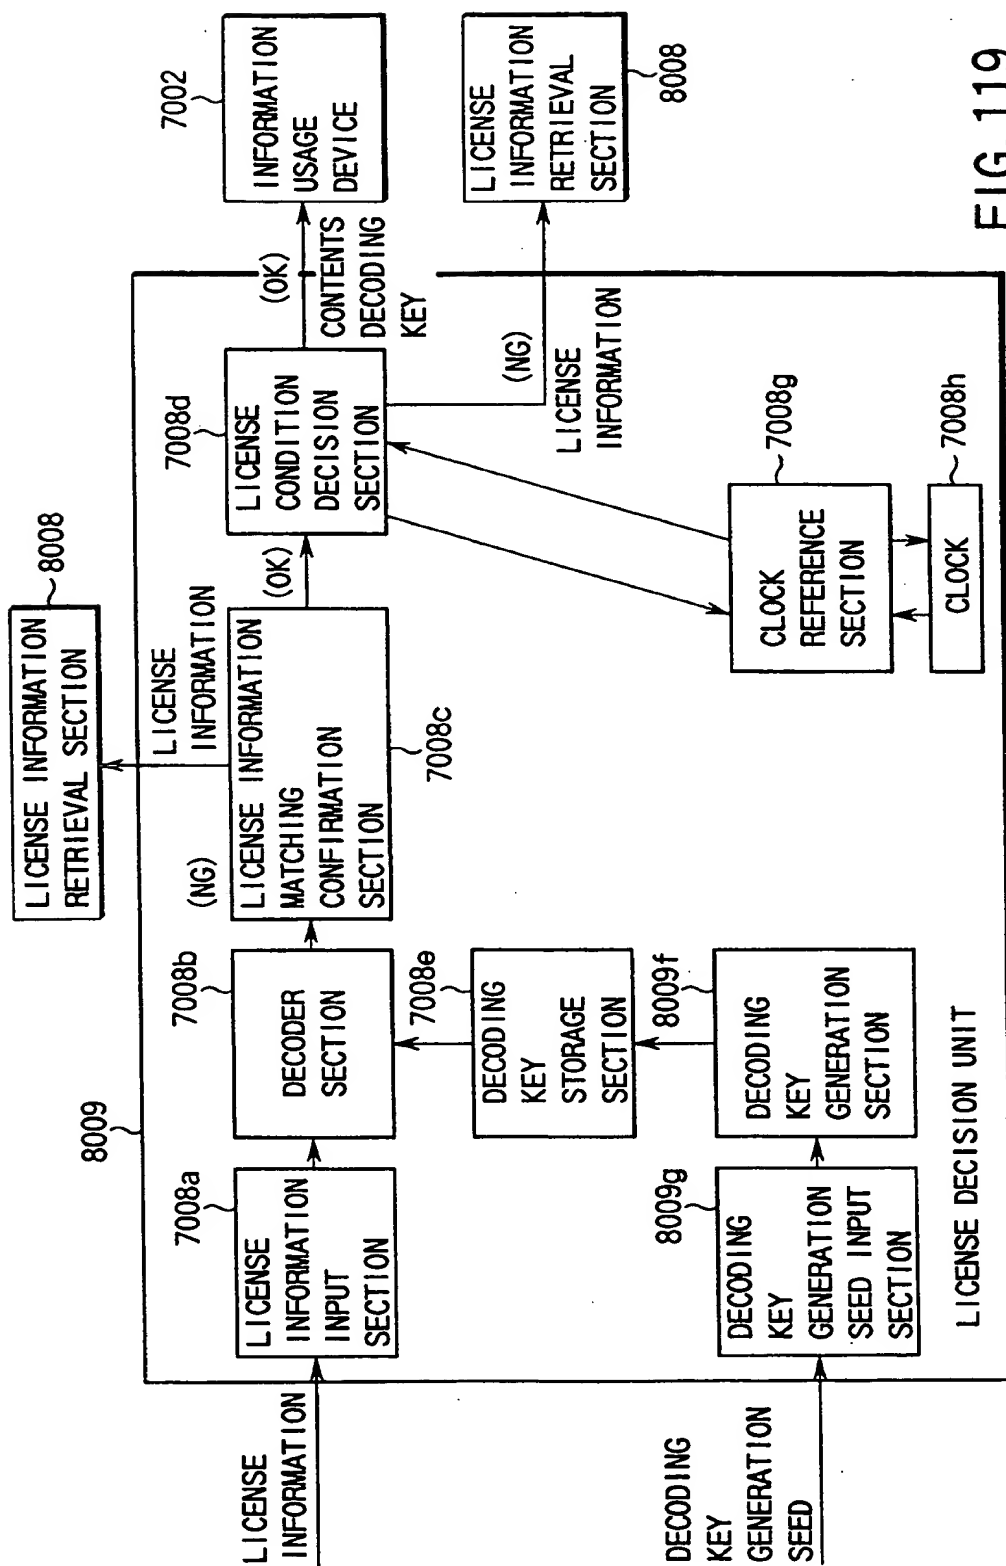 LICENSE INFORMATION
RETRIEVAL SECTION
8008
8009
LICENSE
INFORMATION
7008a
LICENSE
INFORMATION
INPUT
SECTION
7008b
DECODER
SECTION
(NG)
LICENSE
INFORMATION
LICENSE INFORMATION
MATCHING
CONFIRMATION
SECTION
7008c
(OK)
7008d
LICENSE
CONDITION
DECISION
SECTION
(OK)
CONTENTS
DECODING
KEY
7002
INFORMATION
USAGE
DEVICE
7008e
DECODING
KEY
STORAGE
SECTION
(NG)
LICENSE
INFORMATION
LICENSE
INFORMATION
RETRIEVAL
SECTION
8008
DECODING
KEY
GENERATION
SEED
8009g
DECODING
KEY
GENERATION
SEED INPUT
SECTION
8009f
DECODING
KEY
GENERATION
SECTION
CLOCK
REFERENCE
SECTION
7008g
CLOCK
7008h
LICENSE DECISION UNIT
FIG. 119